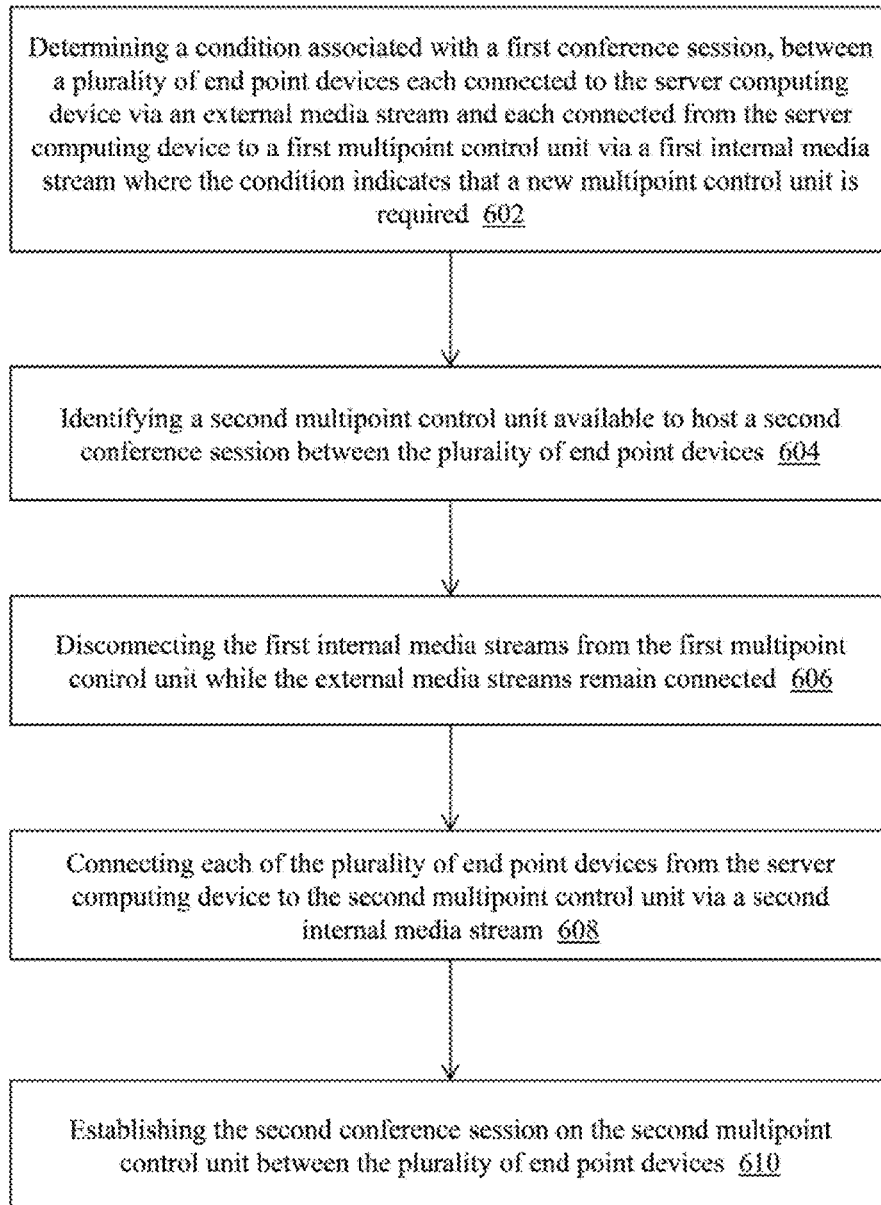 Determining a condition associated with a first conference session, between
a plurality of end point devices each connected to the server computing
device via an external media stream and each connected from the server
computing device to a first multipoint control unit via a first internal media
stream where the condition indicates that a new multipoint control unit is
required 602
Identifying a second multipoint control unit available to host a second
conference session between the plurality of end point devices 604
Disconnecting the first internal media streams from the first multipoint
control unit while the external media streams remain connected 606
Connecting each of the plurality of end point devices from the server
computing device to the second multipoint control unit via a second
internal media stream 608
Establishing the second conference session on the second multipoint
control unit between the plurality of end point devices 610